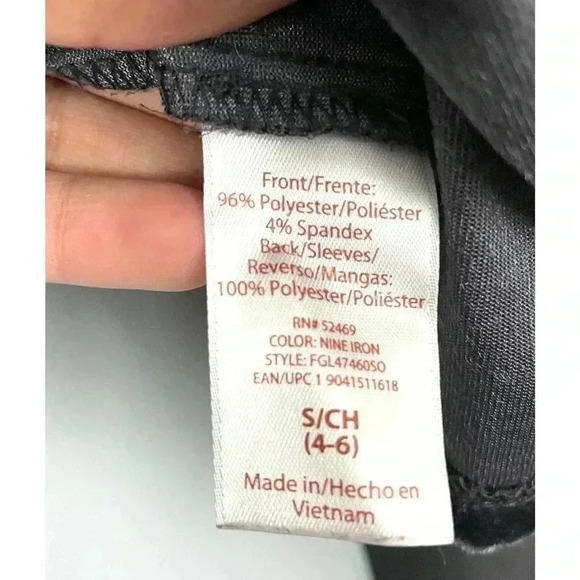 Front/Frente:
96% Polyester/Poliéster
4% Spandex
Back/Sleeves/
Reverso/Mangas:
100% Polyester/Poliéster
RN# 52469
COLOR: NINE IRON
STYLE: FGL47460SO
EAN/UPC 1 9041511618
S/CH
(4-6)
Made in/Hecho en
Vietnam